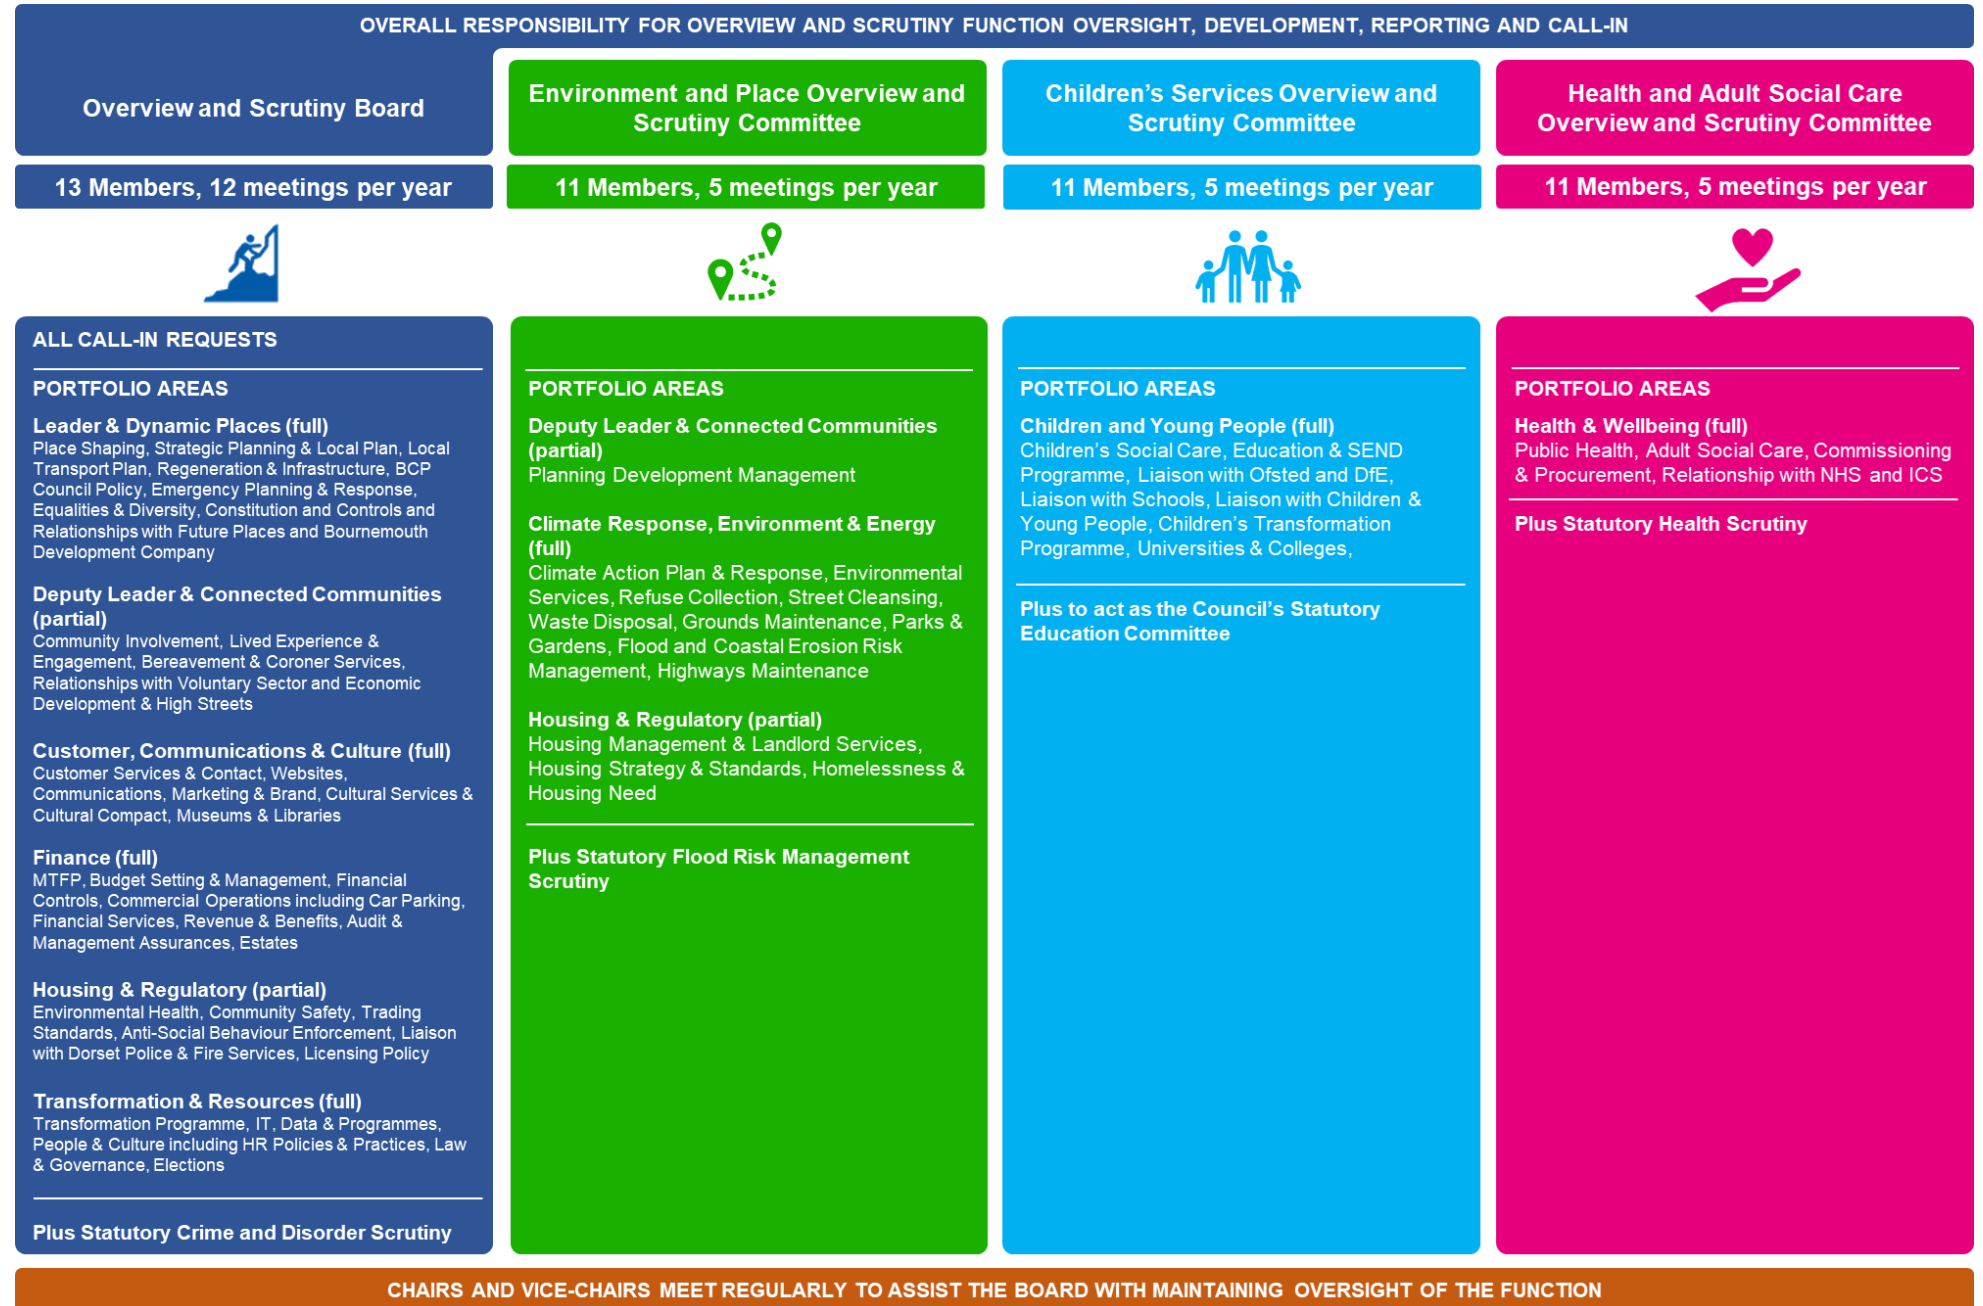 OVERALL RESPONSIBILITY FOR OVERVIEW AND SCRUTINY FUNCTION OVERSIGHT, DEVELOPMENT, REPORTING AND CALL-IN
Overview and Scrutiny Board
13 Members, 12 meetings per year
ALL CALL-IN REQUESTS
PORTFOLIO AREAS
Leader & Dynamic Places (full)
Place Shaping, Strategic Planning & Local Plan, Local
Transport Plan, Regeneration & Infrastructure, BCP
Council Policy, Emergency Planning & Response,
Equalities & Diversity, Constitution and Controls and
Relationships with Future Places and Bournemouth
Development Company
Deputy Leader & Connected Communities
(partial)
Community Involvement, Lived Experience &
Engagement, Bereavement & Coroner Services,
Relationships with Voluntary Sector and Economic
Development & High Streets
Customer, Communications & Culture (full)
Customer Services & Contact, Websites,
Communications, Marketing & Brand, Cultural Services &
Cultural Compact, Museums & Libraries
Finance (full)
MTFP, Budget Setting & Management, Financial
Controls, Commercial Operations including Car Parking,
Financial Services, Revenue & Benefits, Audit &
Management Assurances, Estates
Housing & Regulatory (partial)
Environmental Health, Community Safety, Trading
Standards, Anti-Social Behaviour Enforcement, Liaison
with Dorset Police & Fire Services, Licensing Policy
Transformation & Resources (full)
Transformation Programme, IT, Data & Programmes,
People & Culture including HR Policies & Practices, Law
& Governance, Elections
Plus Statutory Crime and Disorder Scrutiny
Environment and Place Overview and
Scrutiny Committee
11 Members, 5 meetings per year
PORTFOLIO AREAS
Deputy Leader & Connected Communities
(partial)
Planning Development Management
Climate Response, Environment & Energy
(full)
Climate Action Plan & Response, Environmental
Services, Refuse Collection, Street Cleansing,
Waste Disposal, Grounds Maintenance, Parks &
Gardens, Flood and Coastal Erosion Risk
Management, Highways Maintenance
Housing & Regulatory (partial)
Housing Management & Landlord Services,
Housing Strategy & Standards, Homelessness &
Housing Need
Plus Statutory Flood Risk Management
Scrutiny
Children’s Services Overview and
Scrutiny Committee
11 Members, 5 meetings per year
PORTFOLIO AREAS
Children and Young People (full)
Children’s Social Care, Education & SEND
Programme, Liaison with Ofsted and DfE,
Liaison with Schools, Liaison with Children &
Young People, Children’s Transformation
Programme, Universities & Colleges,
Plus to act as the Council’s Statutory
Education Committee
Health and Adult Social Care
Overview and Scrutiny Committee
11 Members, 5 meetings per year
PORTFOLIO AREAS
Health & Wellbeing (full)
Public Health, Adult Social Care, Commissioning
& Procurement, Relationship with NHS and ICS
Plus Statutory Health Scrutiny
CHAIRS AND VICE-CHAIRS MEET REGULARLY TO ASSIST THE BOARD WITH MAINTAINING OVERSIGHT OF THE FUNCTION